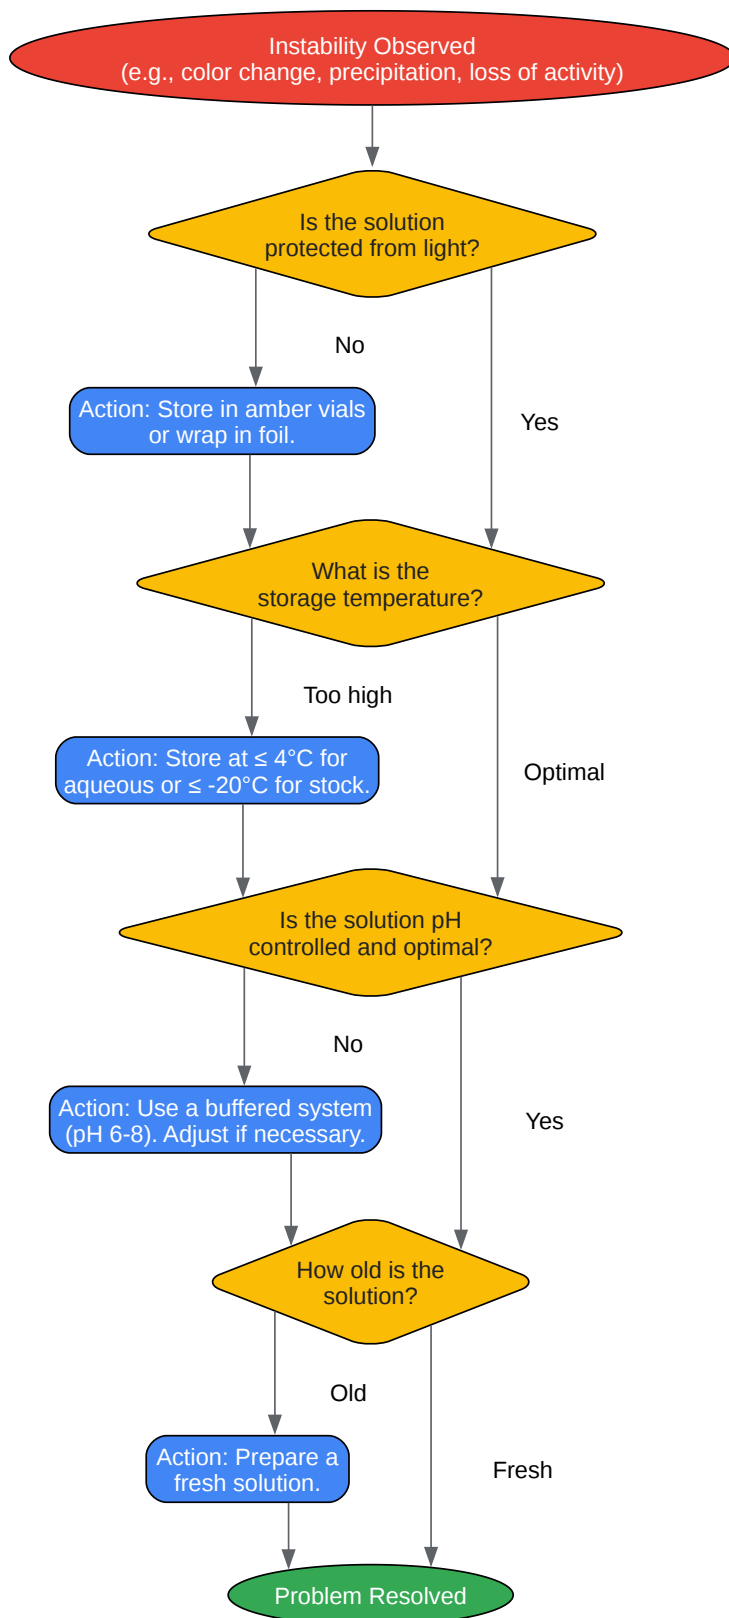 Instability Observed
(e.g., color change, precipitation, loss of activity)
Is the solution
protected from light?
No
Action: Store in amber vials
or wrap in foil.
Yes
What is the
storage temperature?
Too high
Action: Store at ≤ 4°C for
aqueous or ≤ -20°C for stock.
Optimal
Is the solution pH
controlled and optimal?
No
Action: Use a buffered system
(pH 6-8). Adjust if necessary.
Yes
How old is the
solution?
Old
Action: Prepare a
fresh solution.
Fresh
Problem Resolved